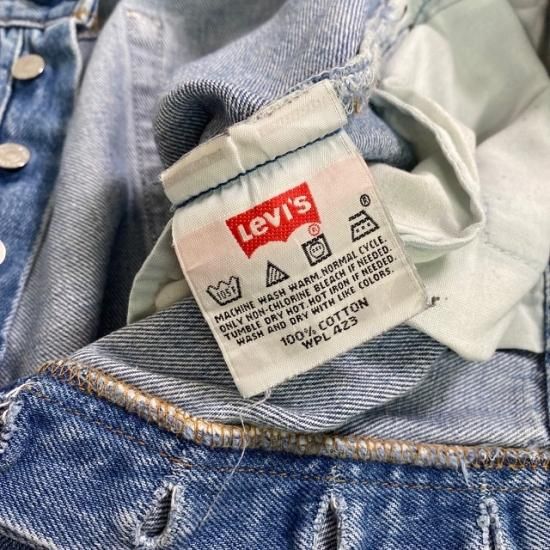 LEVI'S
®
®
105°F
MACHINE WASH WARM. NORMAL CYCLE.
ONLY NON-CHLORINE BLEACH IF NEEDED.
TUMBLE DRY HOT. HOT IRON IF NEEDED.
WASH AND DRY WITH LIKE COLORS.
100% COTTON
WPL 423